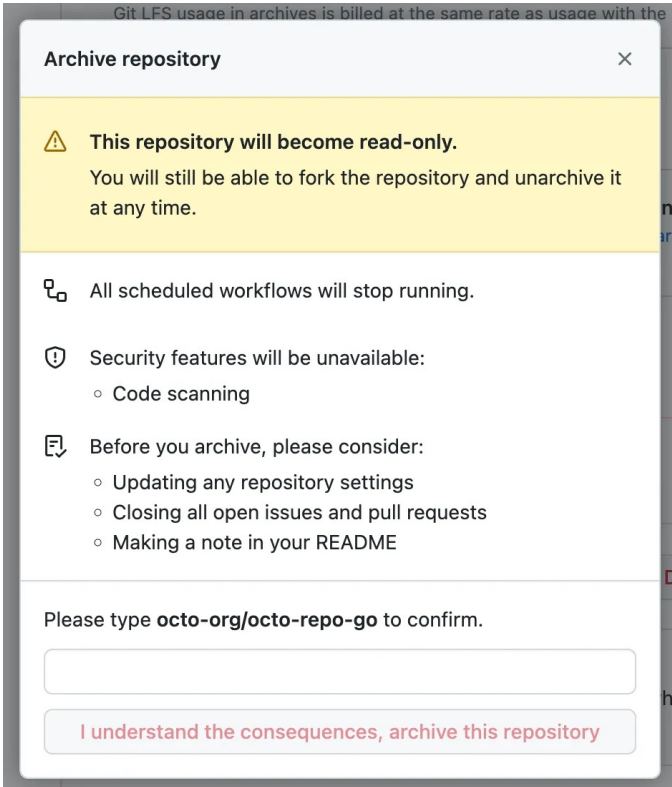 Git LFS usage in archives is billed at the same rate as usage with the
Archive repository
This repository will become read-only.
You will still be able to fork the repository and unarchive it
at any time.
All scheduled workflows will stop running.
Security features will be unavailable:
Code scanning
Before you archive, please consider:
Updating any repository settings
Closing all open issues and pull requests
Making a note in your README
Please type octo-org/octo-repo-go to confirm.
I understand the consequences, archive this repository